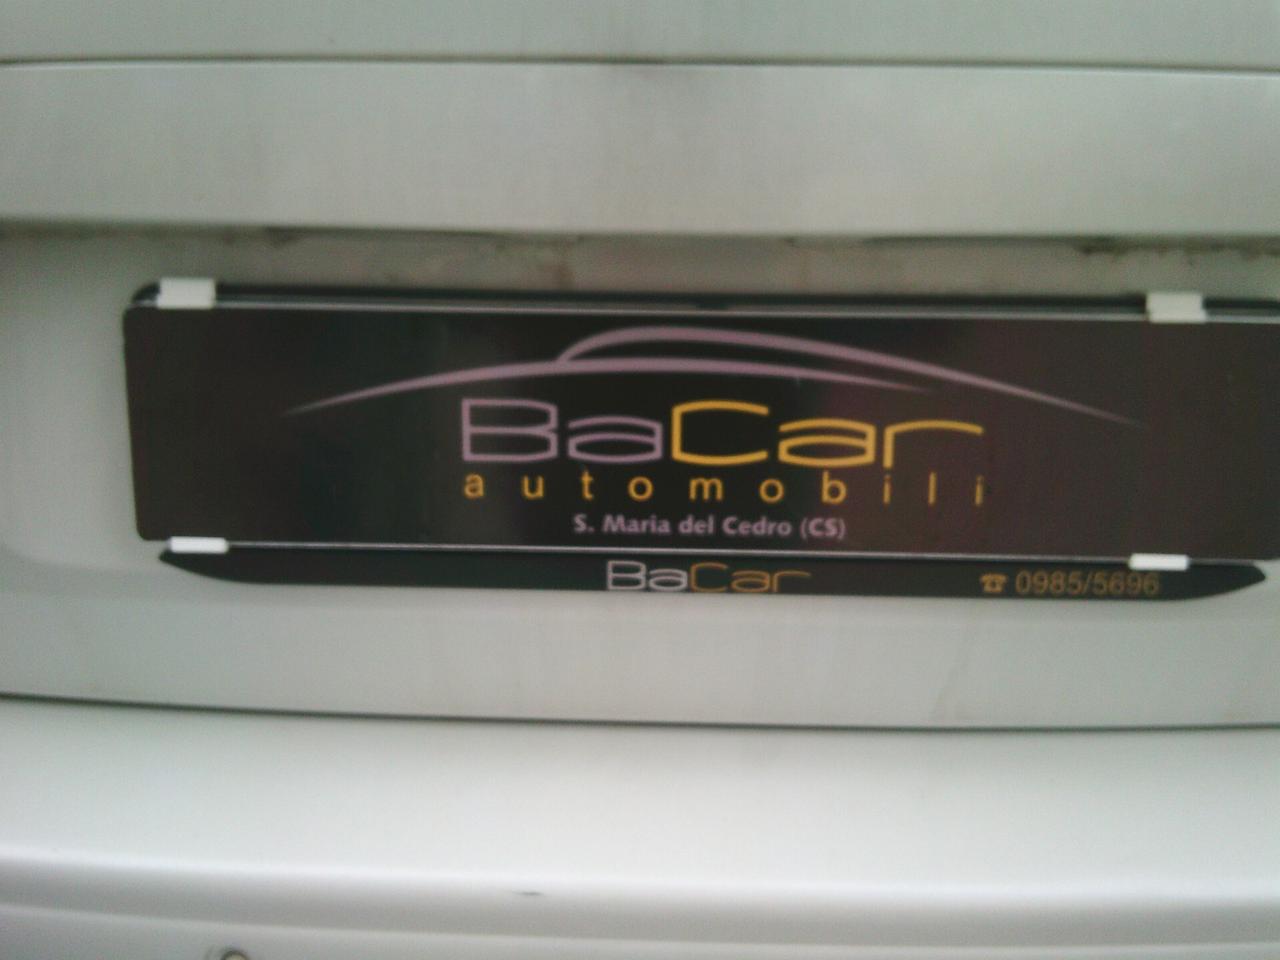 BaCar
automobili
S. Maria del Cedro (CS)
BaCar ☎ 0985/5696